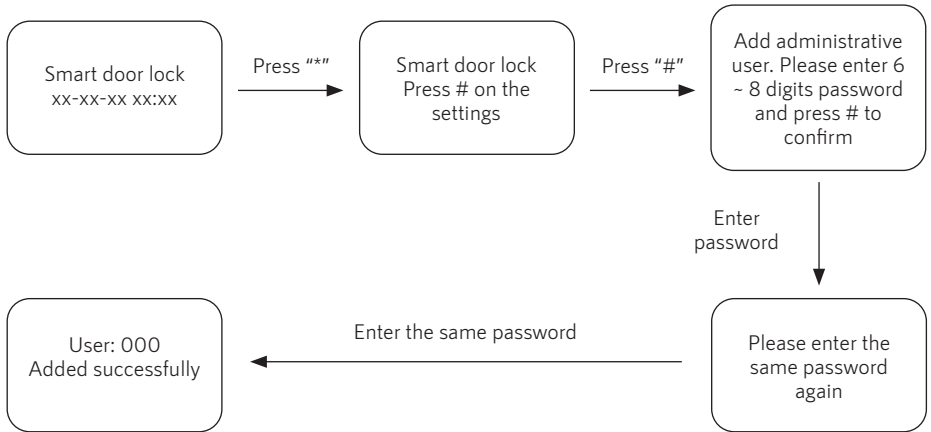 Smart door lock
xx-xx-xx xx:xx
Press “*”
Smart door lock
Press # on the
settings
Press “#”
Add administrative
user. Please enter 6
~ 8 digits password
and press # to
confirm
Enter
password
Please enter the
same password
again
Enter the same password
User: 000
Added successfully